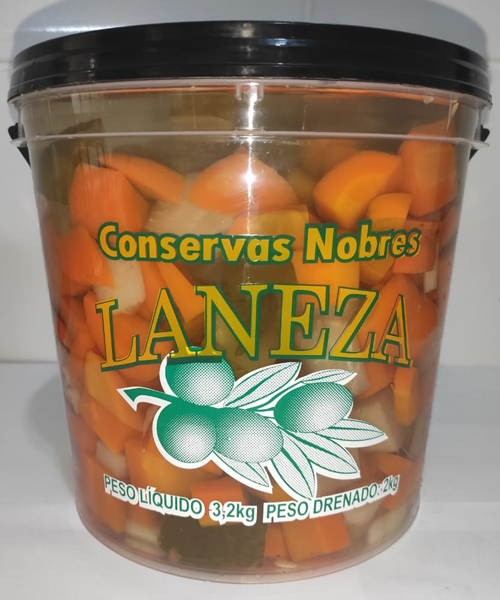 Conservas Nobres
LANEZA
PESO LÍQUIDO 3,2kg PESO DRENADO: 2kg